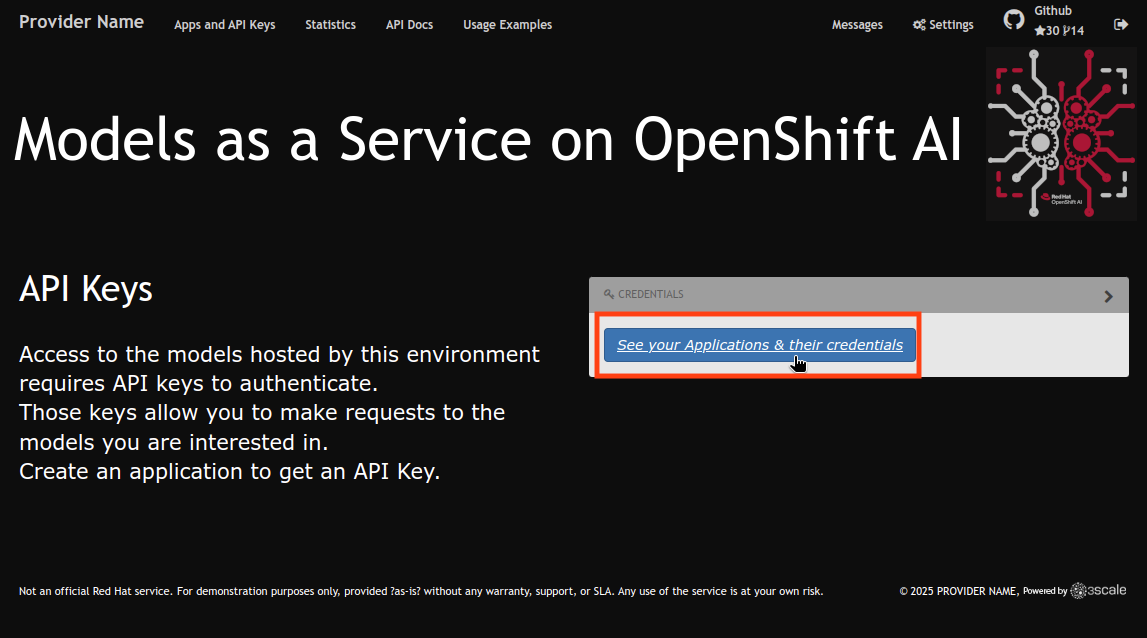 Provider Name
Apps and API Keys
Statistics
API Docs
Usage Examples
Messages
Settings
Github
30 14
Models as a Service on OpenShift AI
Red Hat
OpenShift AI
API Keys
CREDENTIALS
See your Applications & their credentials
Access to the models hosted by this environment
requires API keys to authenticate.
Those keys allow you to make requests to the
models you are interested in.
Create an application to get an API Key.
Not an official Red Hat service. For demonstration purposes only, provided ?as-is? without any warranty, support, or SLA. Any use of the service is at your own risk.
© 2025 PROVIDER NAME, Powered by 3scale